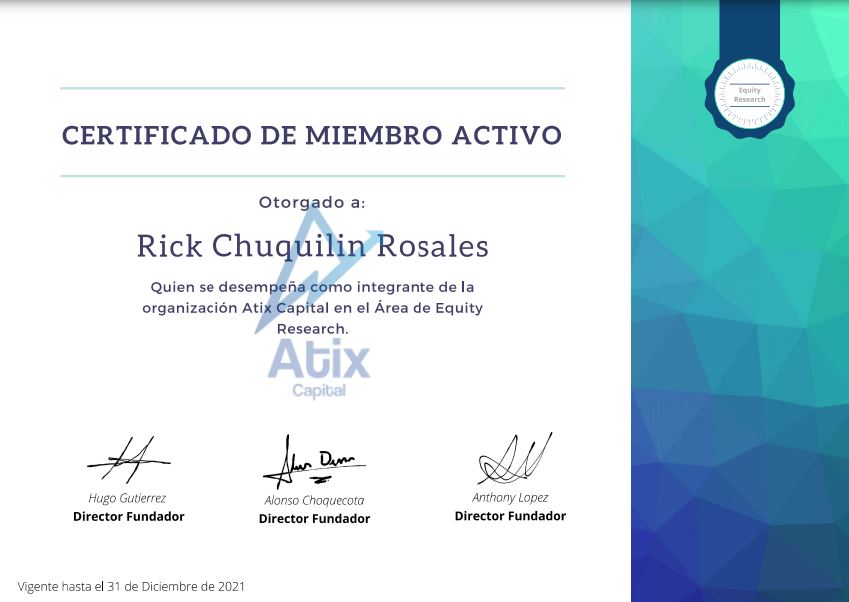 Equity
Research
CERTIFICADO DE MIEMBRO ACTIVO
Otorgado a:
Rick Chuquilin Rosales
Quien se desempeña como integrante de la
organización Atix Capital en el Área de Equity
Research.
Atix
Capital
Hugo Gutierrez
Director Fundador
Alonso Choquecota
Director Fundador
Anthony Lopez
Director Fundador
Vigente hasta el 31 de Diciembre de 2021